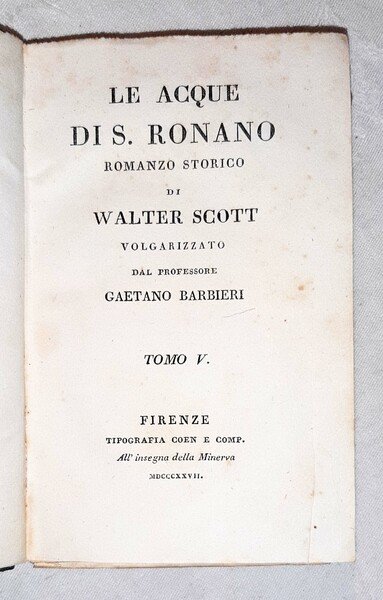 LE ACQUE
DI S. RONANO
ROMANZO STORICO
DI
WALTER SCOTT
VOLGARIZZATO
DAL PROFESSORE
GAETANO BARBIERI
TOMO V.
FIRENZE
TIPOGRAFIA COEN E COMP.
All' insegna della Minerva
MDCCCXXVII.